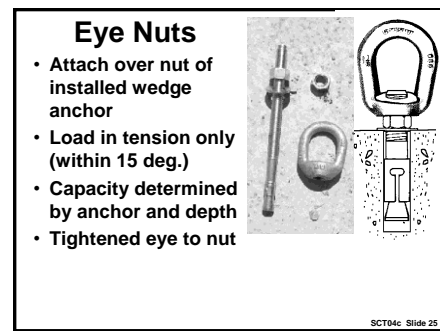 Eye Nuts
• Attach over nut of
installed wedge
anchor
• Load in tension only
(within 15 deg.)
• Capacity determined
by anchor and depth
• Tightened eye to nut
SCT04c Slide 25